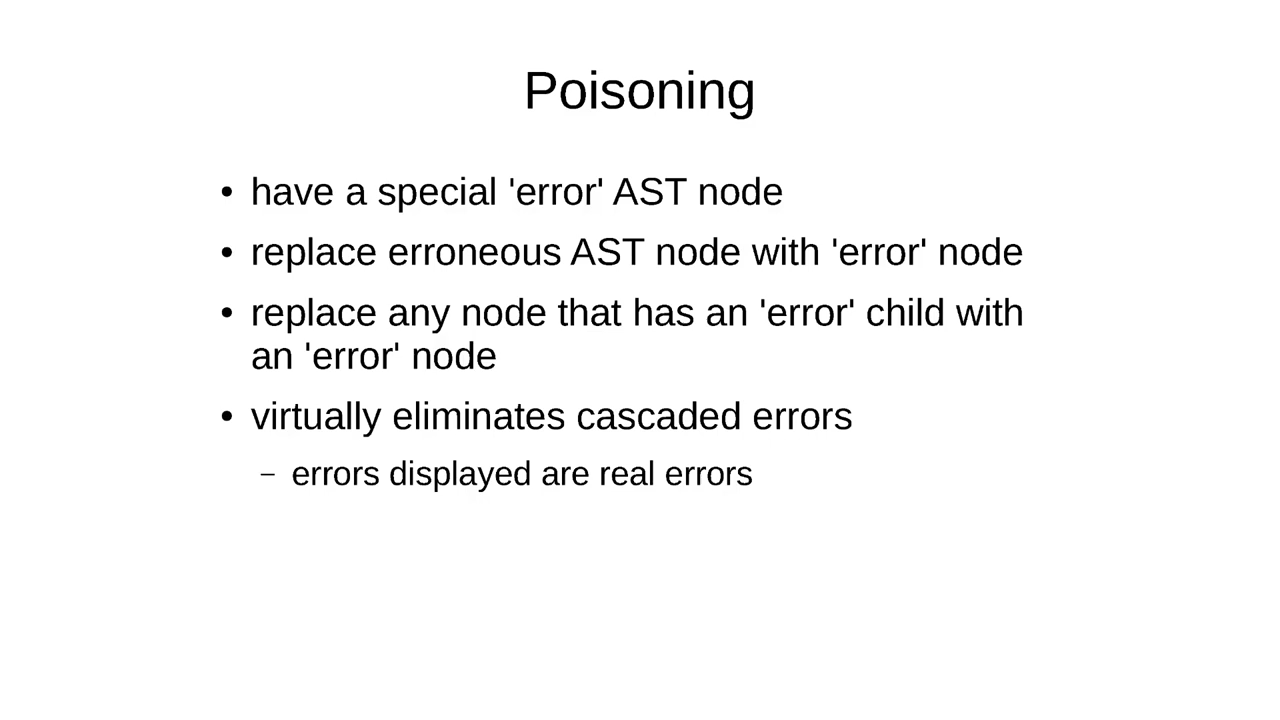 Poisoning
• have a special 'error' AST node
• replace erroneous AST node with 'error' node
• replace any node that has an 'error' child with
an 'error' node
• virtually eliminates cascaded errors
– errors displayed are real errors